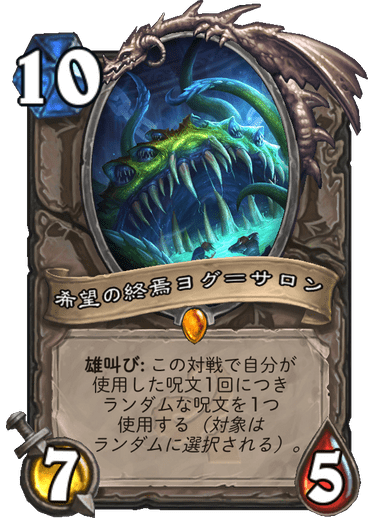 10
希望の終焉ヨグ＝サロン
雄叫び: この対戦で自分が
使用した呪文1回につき
ランダムな呪文を1つ
使用する（対象は
ランダムに選択される）。
7
5